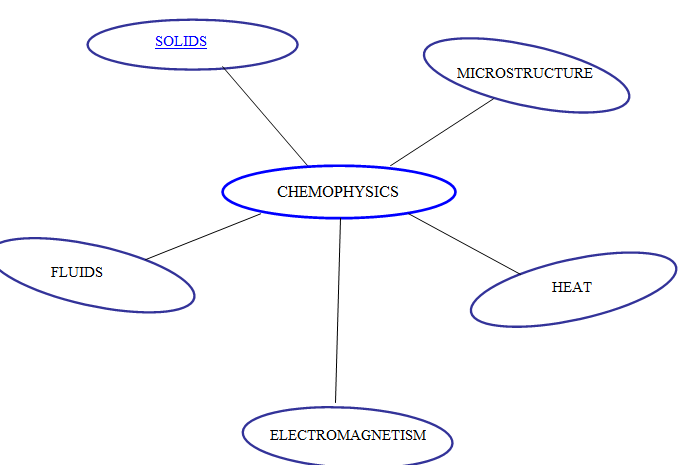 SOLIDS
MICROSTRUCTURE
CHEMOPHYSICS
FLUIDS
HEAT
ELECTROMAGNETISM